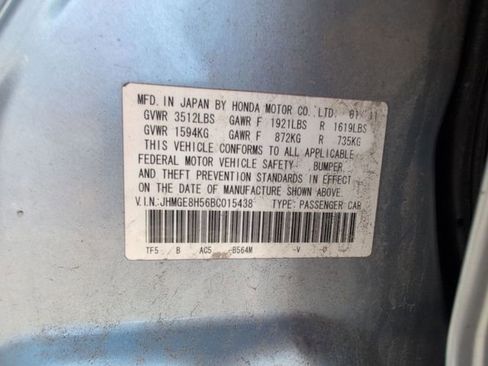 MFD. IN JAPAN BY HONDA MOTOR CO., LTD. 01 11
GVWR 3512LBS GAWR F 1921LBS R 1619LBS
GVWR 1594KG GAWR F 872KG R 735KG
THIS VEHICLE CONFORMS TO ALL APPLICABLE
FEDERAL MOTOR VEHICLE SAFETY BUMPER
AND THEFT PREVENTION STANDARDS IN EFFECT
ON THE DATE OF MANUFACTURE SHOWN ABOVE.
V.I.N: JHMGE8H56BC015438 TYPE: PASSENGER CAR
TF5 B AC5 B564M -V